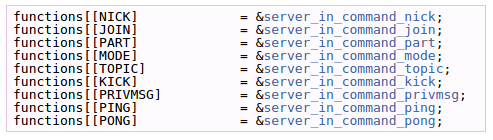 functions[[NICK]             = &server_in_command_nick;
functions[[JOIN]             = &server_in_command_join;
functions[[PART]             = &server_in_command_part;
functions[[MODE]             = &server_in_command_mode;
functions[[TOPIC]            = &server_in_command_topic;
functions[[KICK]             = &server_in_command_kick;
functions[[PRIVMSG]          = &server_in_command_privmsg;
functions[[PING]             = &server_in_command_ping;
functions[[PONG]             = &server_in_command_pong;